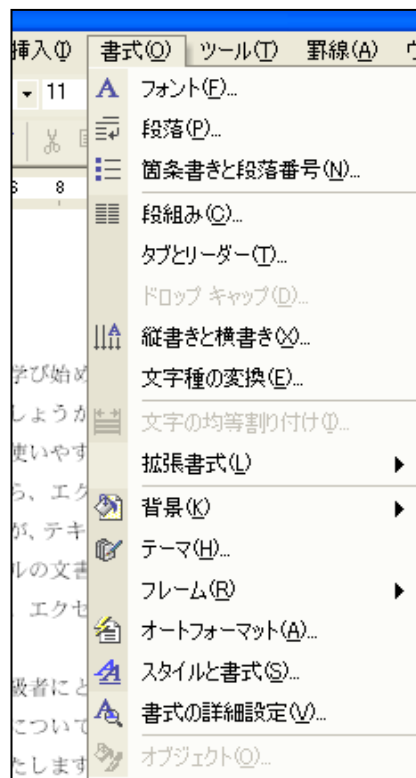 挿入(I) 書式(O) ツール(T) 罫線(A)
11
フォント(F)...
段落(P)...
箇条書きと段落番号(N)...
8
段組み(C)...
タブとリーダー(T)...
ドロップ キャップ(D)...
縦書きと横書き(X)...
学び始め
文字種の変換(E)...
しょうか
文字の均等割り付け(I)...
使いやす
拡張書式(L)
ら、エク
背景(K)
が、テキ
テーマ(H)...
ルの文書
フレーム(R)
エクセ
オートフォーマット(A)...
スタイルと書式(S)...
級者にと
書式の詳細設定(V)...
について
オブジェクト(O)...
たします